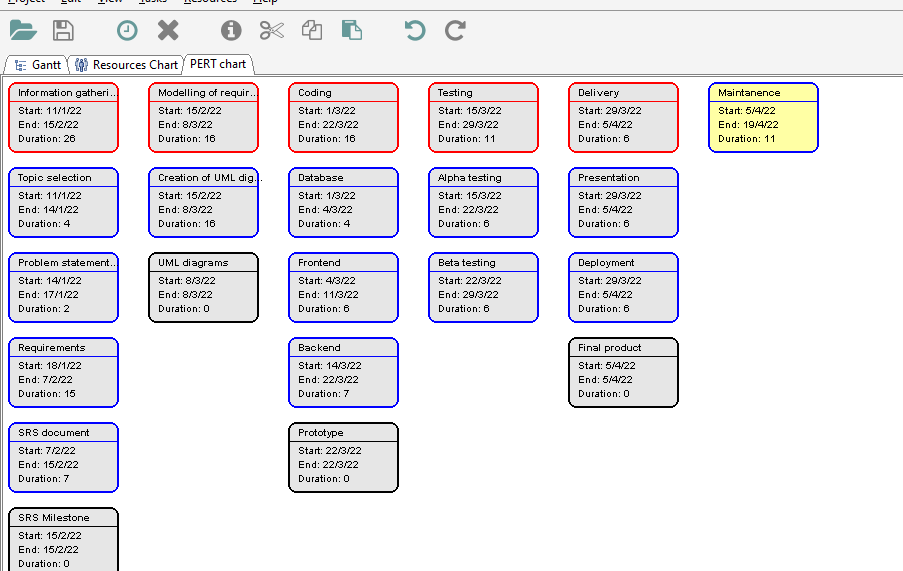 Project Edit View Tasks Resources Help
Gantt Resources Chart PERT chart
Information gatheri...
Start: 11/1/22
End: 15/2/22
Duration: 26
Modelling of requir...
Start: 15/2/22
End: 8/3/22
Duration: 16
Coding
Start: 1/3/22
End: 22/3/22
Duration: 16
Testing
Start: 15/3/22
End: 29/3/22
Duration: 11
Delivery
Start: 29/3/22
End: 5/4/22
Duration: 6
Maintanence
Start: 5/4/22
End: 19/4/22
Duration: 11
Topic selection
Start: 11/1/22
End: 14/1/22
Duration: 4
Creation of UML dig...
Start: 15/2/22
End: 8/3/22
Duration: 16
Database
Start: 1/3/22
End: 4/3/22
Duration: 4
Alpha testing
Start: 15/3/22
End: 22/3/22
Duration: 6
Presentation
Start: 29/3/22
End: 5/4/22
Duration: 6
Problem statement...
Start: 14/1/22
End: 17/1/22
Duration: 2
UML diagrams
Start: 8/3/22
End: 8/3/22
Duration: 0
Frontend
Start: 4/3/22
End: 11/3/22
Duration: 6
Beta testing
Start: 22/3/22
End: 29/3/22
Duration: 6
Deployment
Start: 29/3/22
End: 5/4/22
Duration: 6
Requirements
Start: 18/1/22
End: 7/2/22
Duration: 15
Backend
Start: 14/3/22
End: 22/3/22
Duration: 7
Final product
Start: 5/4/22
End: 5/4/22
Duration: 0
SRS document
Start: 7/2/22
End: 15/2/22
Duration: 7
Prototype
Start: 22/3/22
End: 22/3/22
Duration: 0
SRS Milestone
Start: 15/2/22
End: 15/2/22
Duration: 0